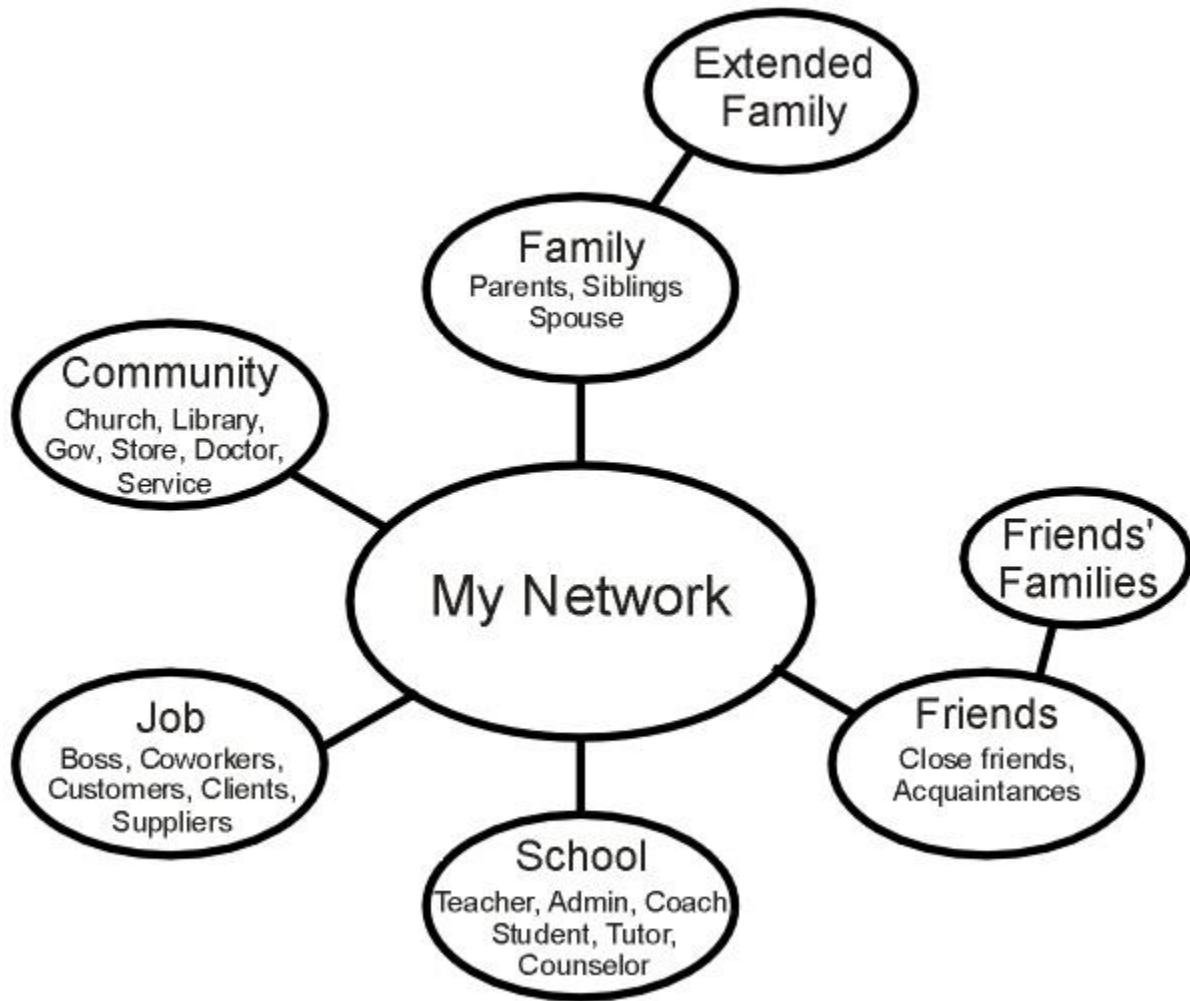 Extended
Family
Family
Parents, Siblings
Spouse
Community
Church, Library,
Gov, Store, Doctor,
Service
My Network
Friends'
Families
Friends
Close friends,
Acquaintances
Job
Boss, Coworkers,
Customers, Clients,
Suppliers
School
Teacher, Admin, Coach
Student, Tutor,
Counselor